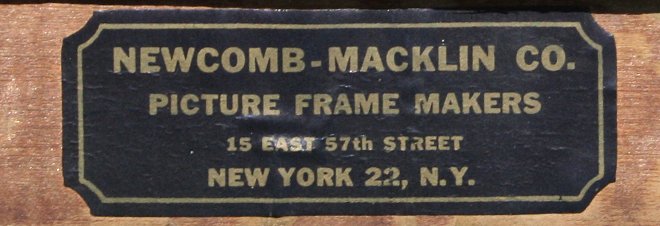 NEWCOMB-MACKLIN CO.
PICTURE FRAME MAKERS
15 EAST 57th STREET
NEW YORK 22, N.Y.